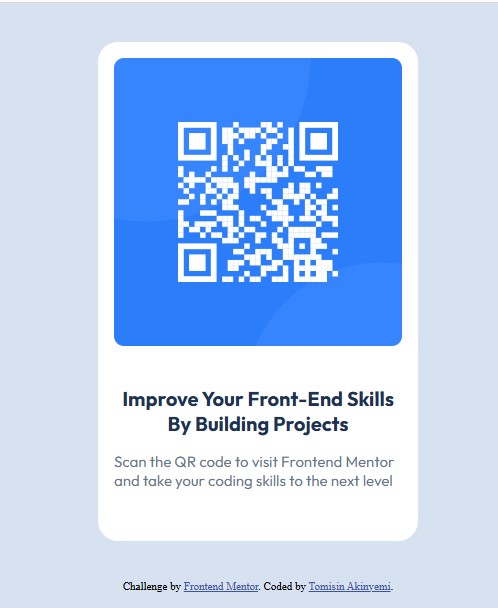 Improve Your Front-End Skills
By Building Projects
Scan the QR code to visit Frontend Mentor
and take your coding skills to the next level
Challenge by Frontend Mentor. Coded by Tomisin Akinyemi.